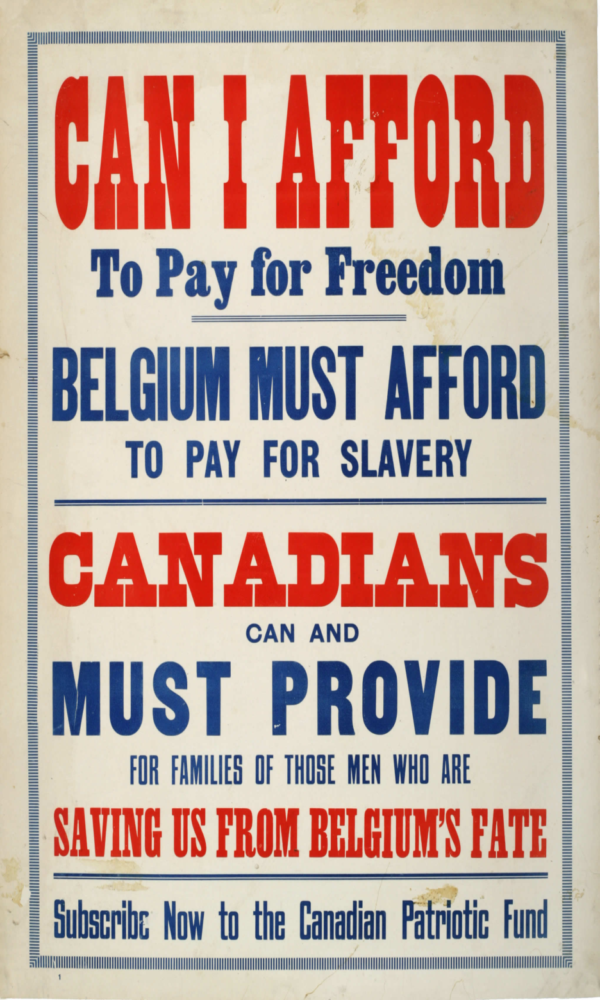 CAN I AFFORD
To Pay for Freedom
BELGIUM MUST AFFORD
TO PAY FOR SLAVERY
CANADIANS
CAN AND
MUST PROVIDE
FOR FAMILIES OF THOSE MEN WHO ARE
SAVING US FROM BELGIUM'S FATE
Subscribe Now to the Canadian Patriotic Fund
1